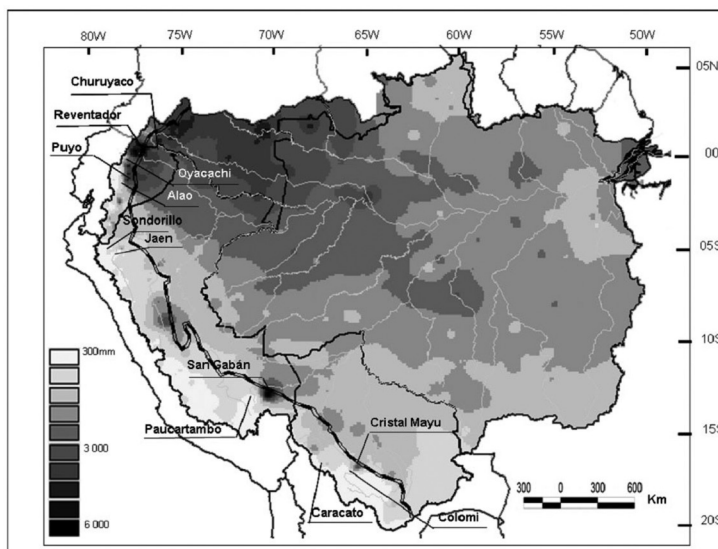 80W 75W 70W 65W 60W 55W 50W
05N
Churuyaco
Reventador
Puyo
00
Oyacachi
Alao
Sondorillo
Jaen
05S
10S
300mm
San Gabán
3 000
Paucartambo
Cristal Mayu
15S
300 0 300 600
Km
Caracato
Colomi
6 000
20S